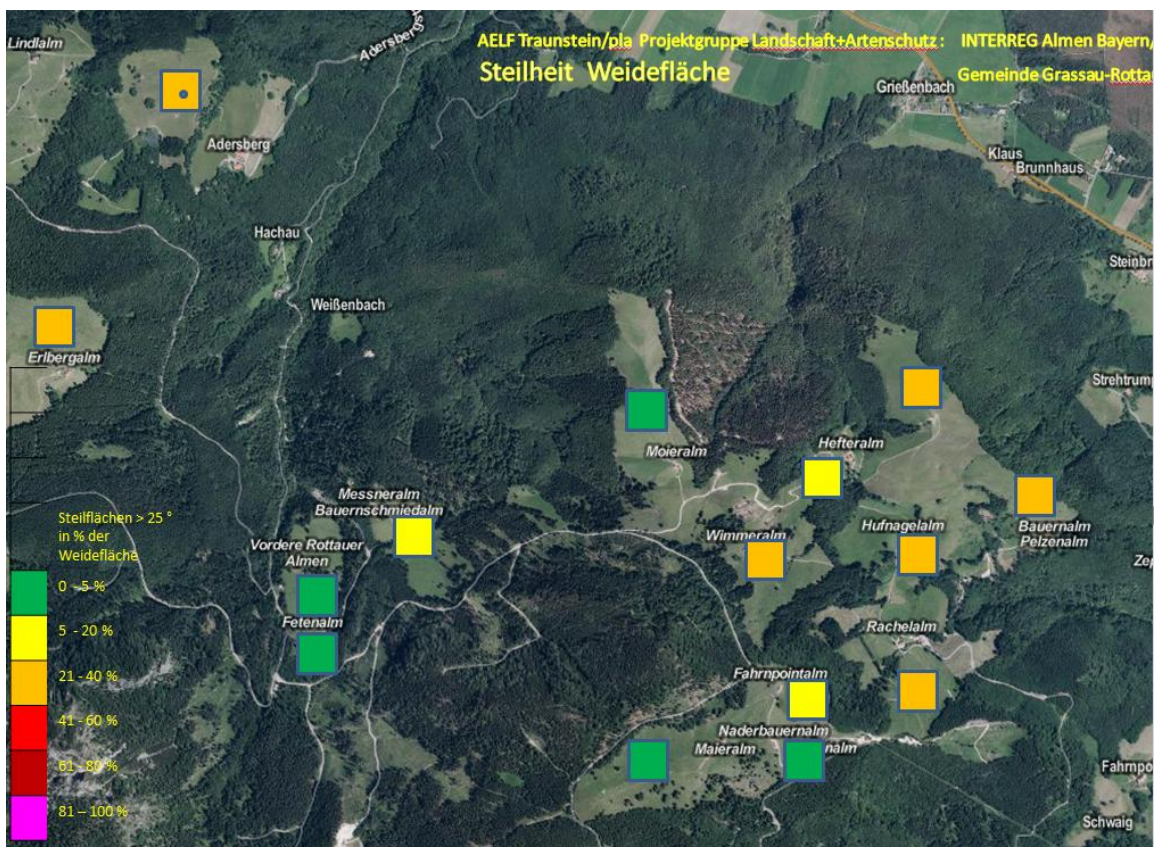 AELF Traunstein/pla Projektgruppe Landschaft+Artenschutz : INTERREG Almen Bayern/
Steilheit Weidefläche
Gemeinde Grassau-Rotta
Lindlalm
Adersberg
Hachau
Weißenbach
Erlbergalm
Grießenbach
Klaus
Brunnhaus
Steinbr
Strehtrump
Moieralm
Hefteralm
Messneralm
Bauernschmiedalm
Vordere Rottauer
Almen
Fetenalm
Wimmeralm
Hufnagelalm
Bauernalm
Pelzenalm
Zep
Rachelalm
Fahrnpointalm
Naderbauernalm
Maieralm
nalm
Fahrnpo
Schwaig
Steilflächen > 25 °
in % der
Weidefläche
0 – 5 %
5 - 20 %
21 - 40 %
41 - 60 %
61 - 80 %
81 – 100 %